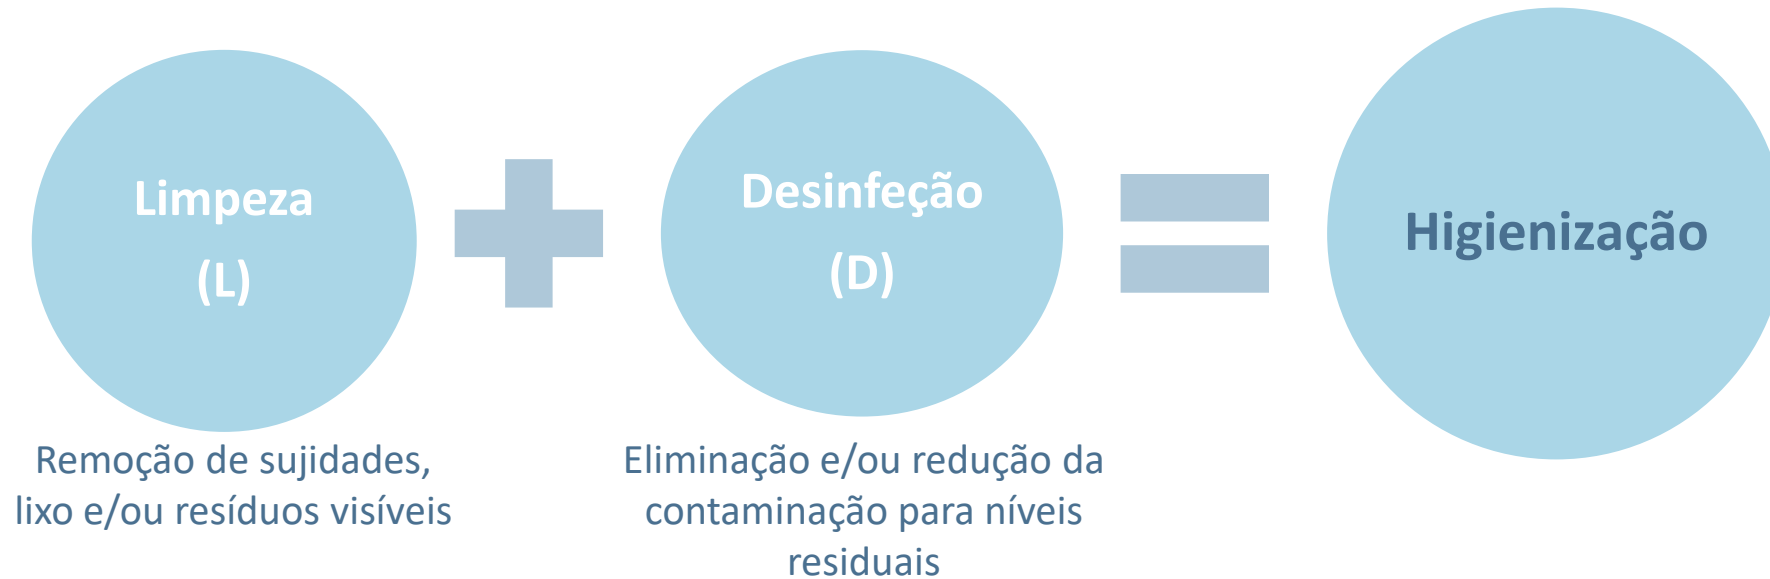 Limpeza
(L)
Desinfeção
(D)
Higienização
Remoção de sujidades,
lixo e/ou resíduos visíveis
Eliminação e/ou redução da
contaminação para níveis
residuais